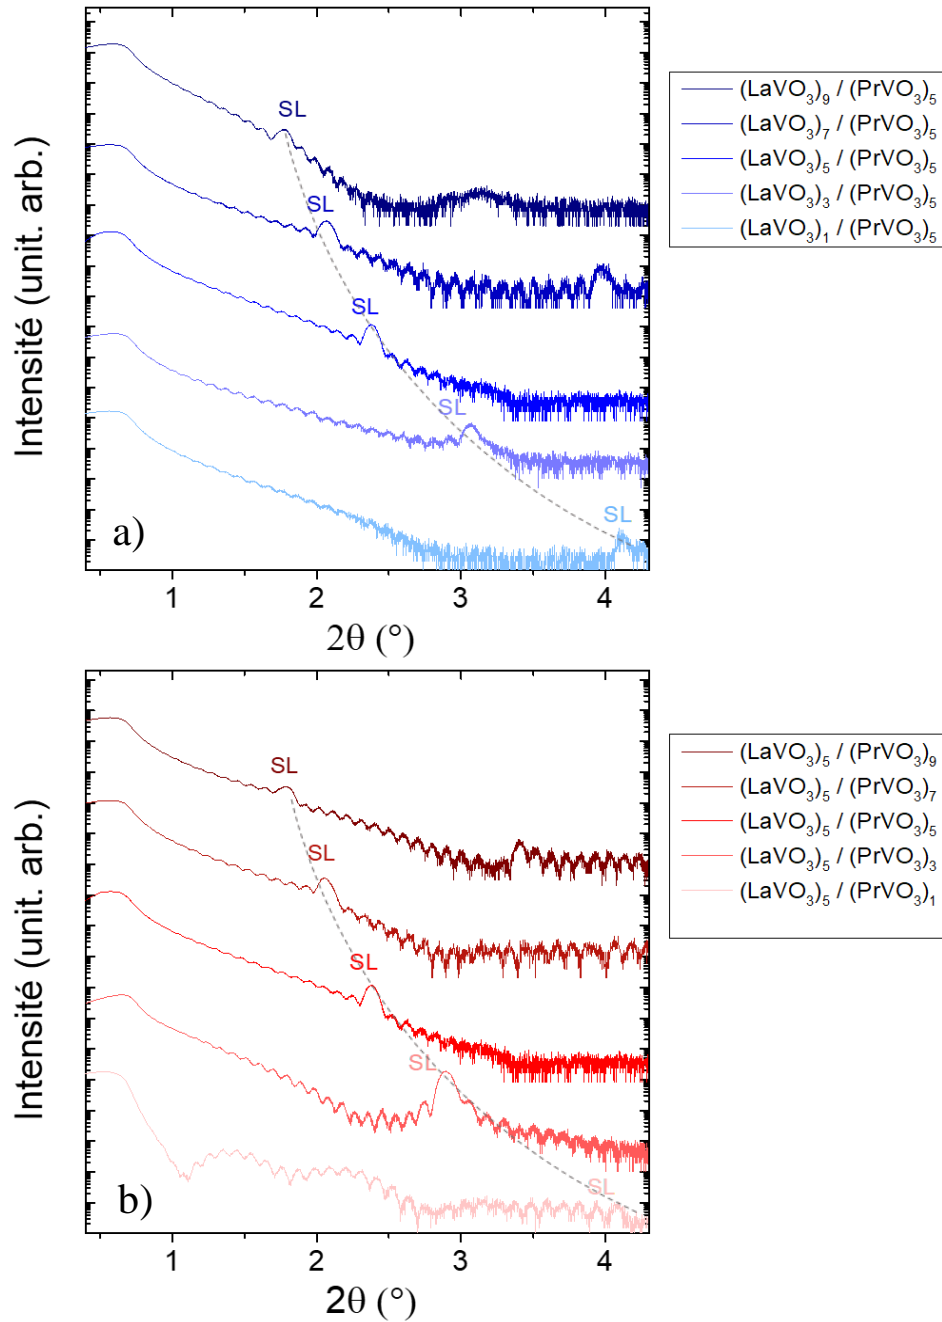 Intensité (unit. arb.)
SL
SL
SL
SL
SL
a)
1 2 3 4
2θ (°)
(LaVO₃)₉ / (PrVO₃)₅
(LaVO₃)₇ / (PrVO₃)₅
(LaVO₃)₅ / (PrVO₃)₅
(LaVO₃)₃ / (PrVO₃)₅
(LaVO₃)₁ / (PrVO₃)₅
Intensité (unit. arb.)
SL
SL
SL
SL
SL
b)
1 2 3 4
2θ (°)
(LaVO₃)₅ / (PrVO₃)₉
(LaVO₃)₅ / (PrVO₃)₇
(LaVO₃)₅ / (PrVO₃)₅
(LaVO₃)₅ / (PrVO₃)₃
(LaVO₃)₅ / (PrVO₃)₁